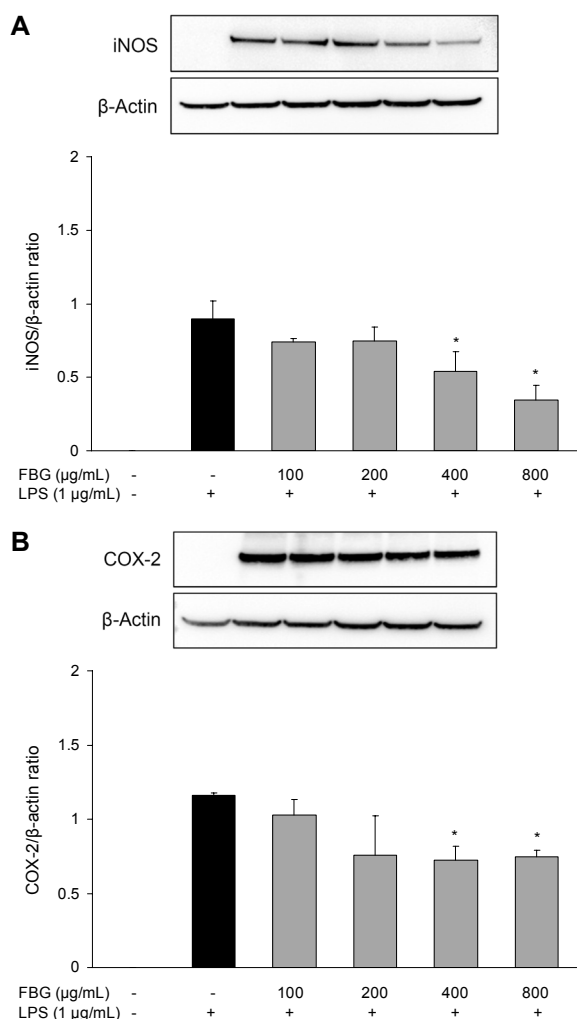 A
iNOS
β-Actin
2
1.5
1
0.5
0
iNOS/β-actin ratio
*
*
FBG (µg/mL) - - 100 200 400 800
LPS (1 µg/mL) - + + + + +
B
COX-2
β-Actin
2
1.5
1
0.5
0
COX-2/β-actin ratio
*
*
FBG (µg/mL) - - 100 200 400 800
LPS (1 µg/mL) - + + + + +